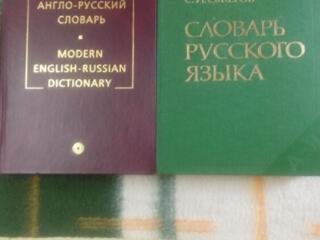 АНГЛО-РУССКИЙ
СЛОВАРЬ
MODERN
ENGLISH-RUSSIAN
DICTIONARY
СЛОВАРЬ
РУССКОГО
ЯЗЫКА